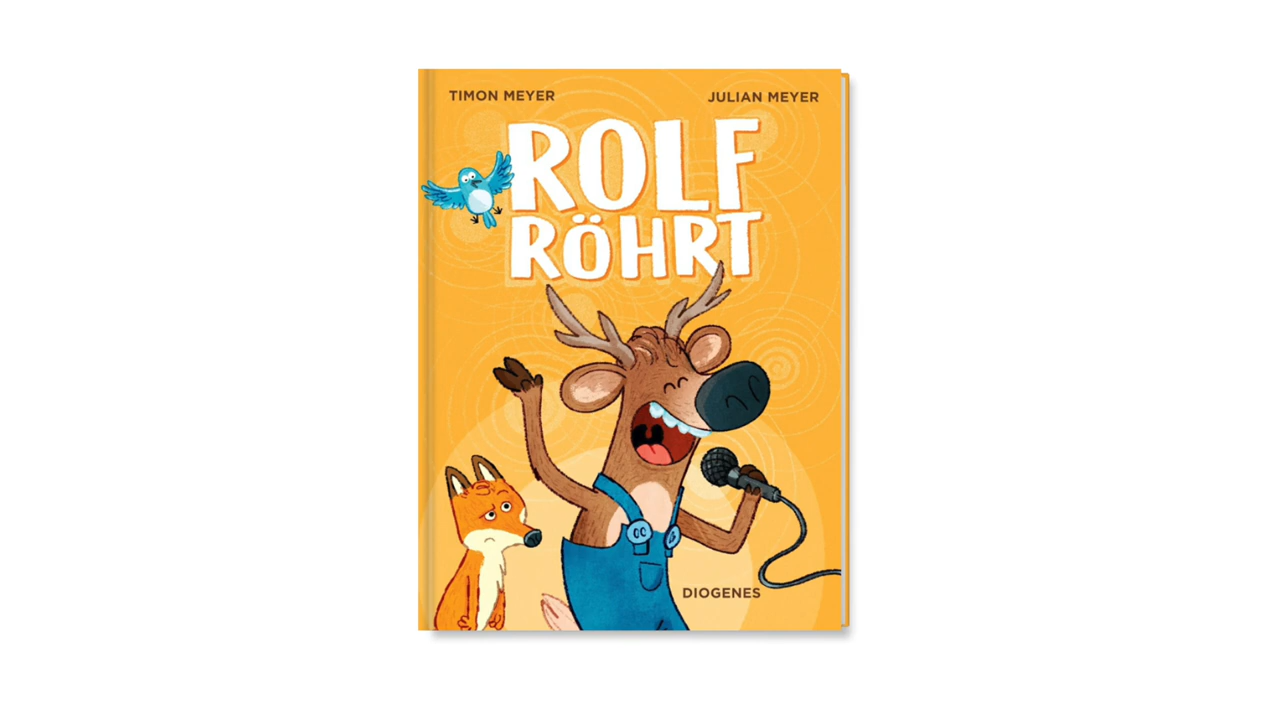 TIMON MEYER
JULIAN MEYER
ROLF
RÖHRT
DIOGENES